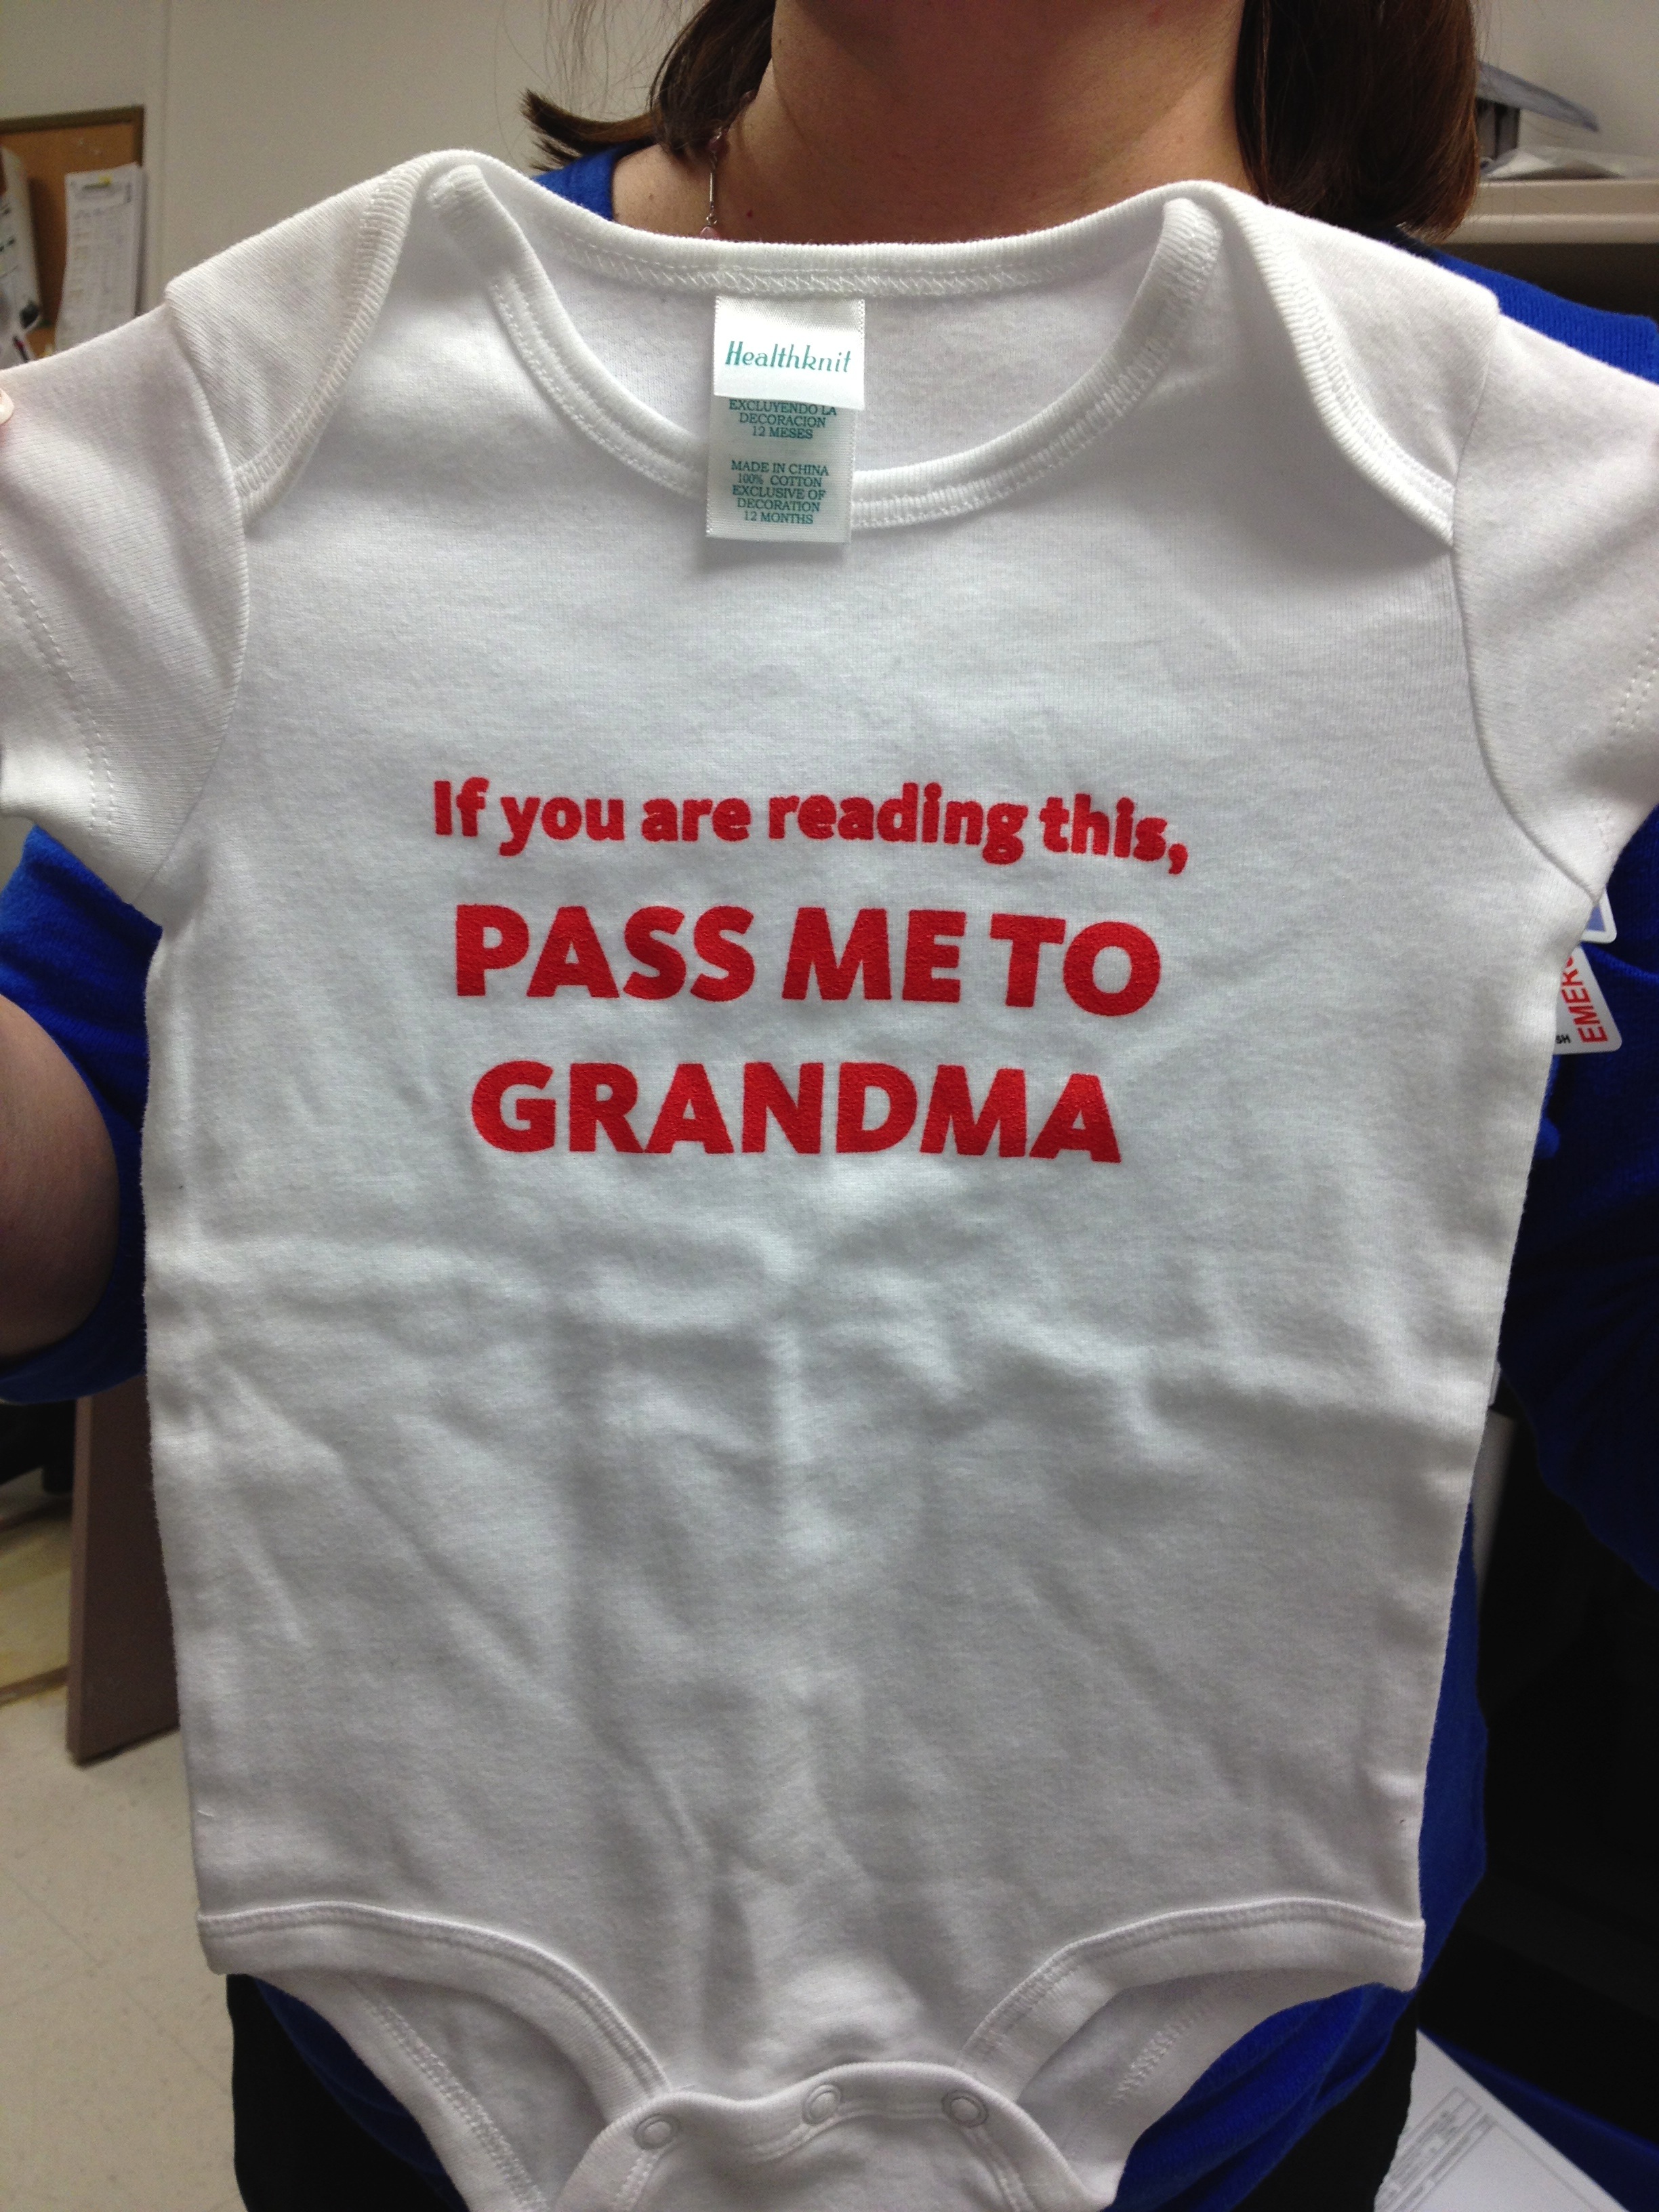 Healthknit
EXCLUYENDO LA
DECORACION
12 MESES
MADE IN CHINA
100% COTTON
EXCLUSIVE OF
DECORATION
12 MONTHS
If you are reading this,
PASS ME TO
GRANDMA